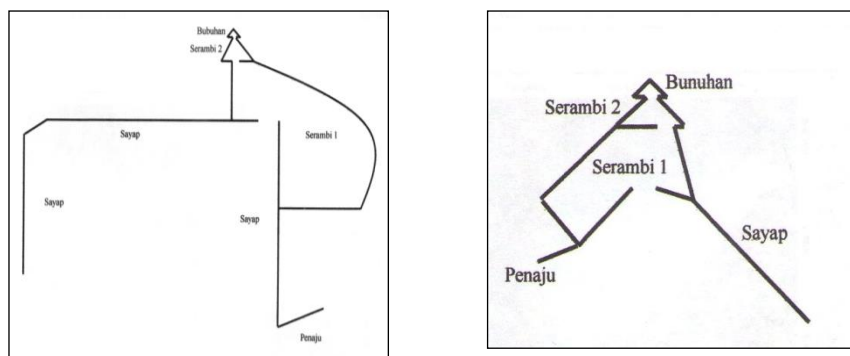 Bubuhan
Serambi 2
Sayap
Serambi 1
Sayap
Sayap
Penaju
Bunuhan
Serambi 2
Serambi 1
Sayap
Penaju